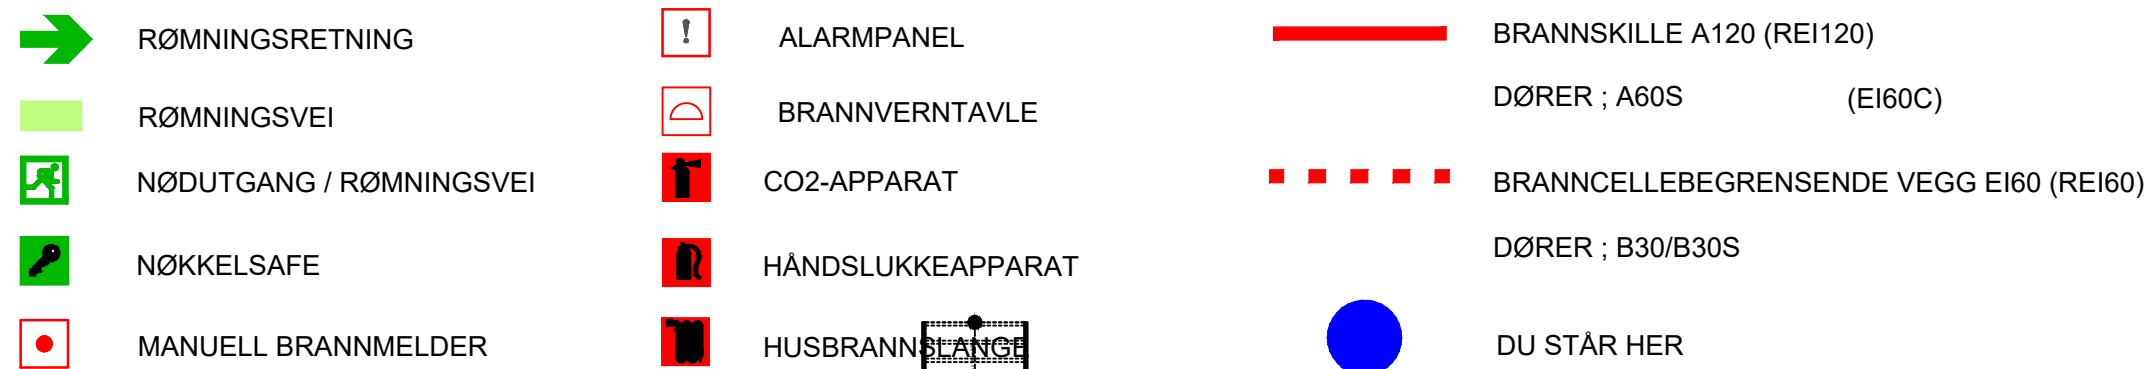 RØMNINGSRETNING
RØMNINGSVEI
NØDUTGANG / RØMNINGSVEI
NØKKELSAFE
MANUELL BRANNMELDER
!
ALARMPANEL
BRANNVERNTAVLE
CO2-APPARAT
HÅNDSLUKKEAPPARAT
HUSBRANNSLANGE
BRANNSKILLE A120 (REI120)
DØRER ; A60S (EI60C)
BRANNCELLEBEGRENSENDE VEGG EI60 (REI60)
DØRER ; B30/B30S
DU STÅR HER